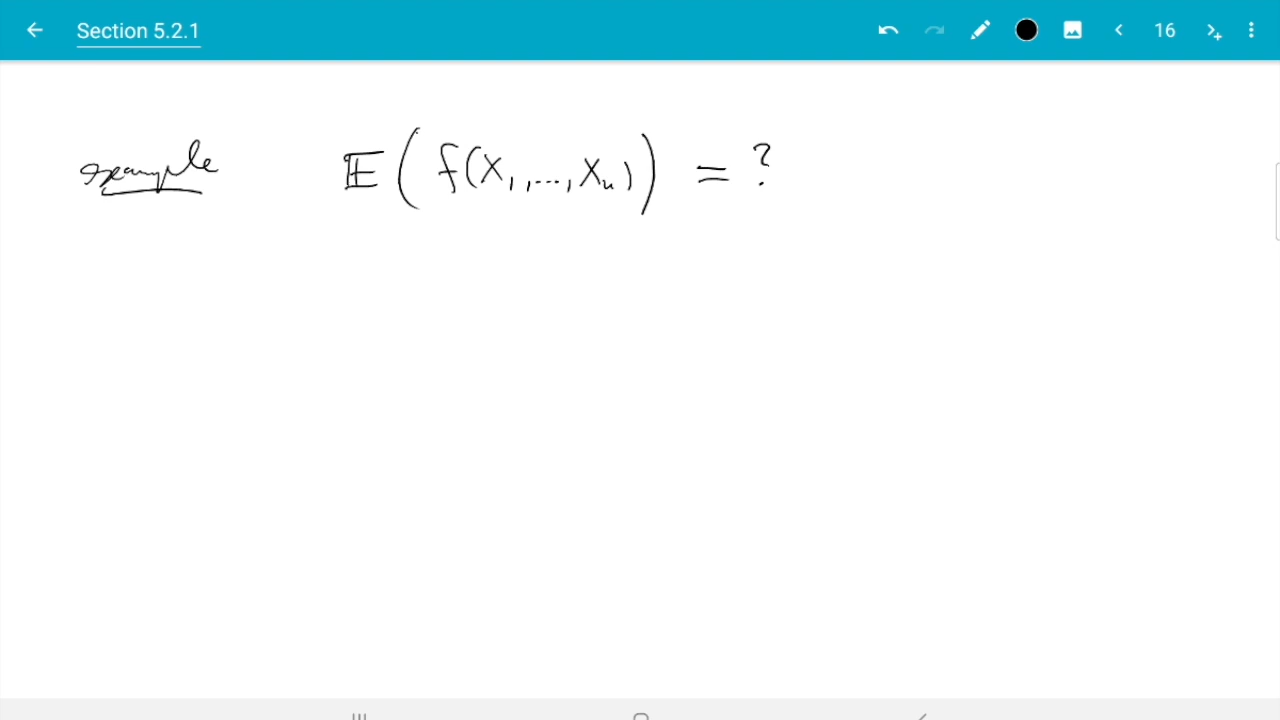 Section 5.2.1
16
example 𝔼( f(X₁,...,Xₙ) ) = ?